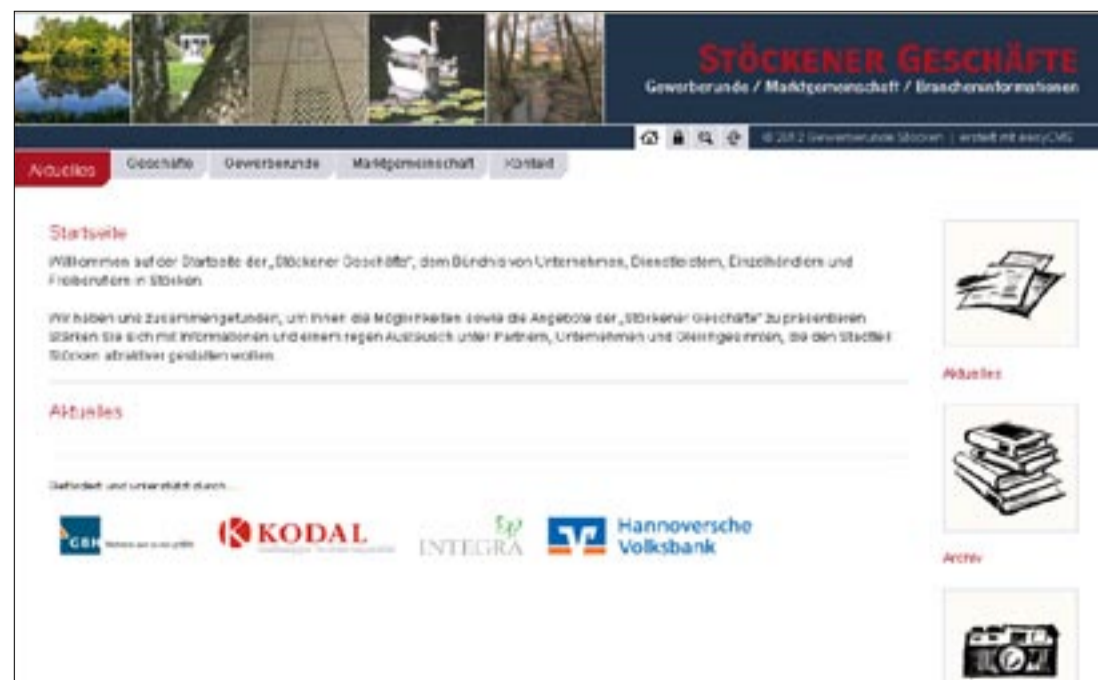 STÖCKENER GESCHÄFTE
Gewerberunde / Marktgemeinschaft / Brancheninformationen
© 2012 Gewerberunde Stöcken | erstellt mit easyCMS
Aktuelles Geschäfte Gewerberunde Marktgemeinschaft Kontakt
Startseite
Willkommen auf der Startseite der „Stöckener Geschäfte", dem Bündnis von Unternehmen, Dienstleistern, Einzelhändlern und
Freiberuflern in Stöcken.
Wir haben uns zusammengefunden, um Ihnen die Möglichkeiten sowie die Angebote der „Stöckener Geschäfte" zu präsentieren
Stärken Sie sich mit Informationen und einem regen Austausch unter Partnern, Unternehmen und Gleichgesinnten, die den Stadtteil
Stöcken attraktiver gestalten wollen.
Aktuelles
Aktuelles
Gefördert und unterstützt durch...
GBH
KODAL
INTEGRA
Hannoversche
Volksbank
Archiv